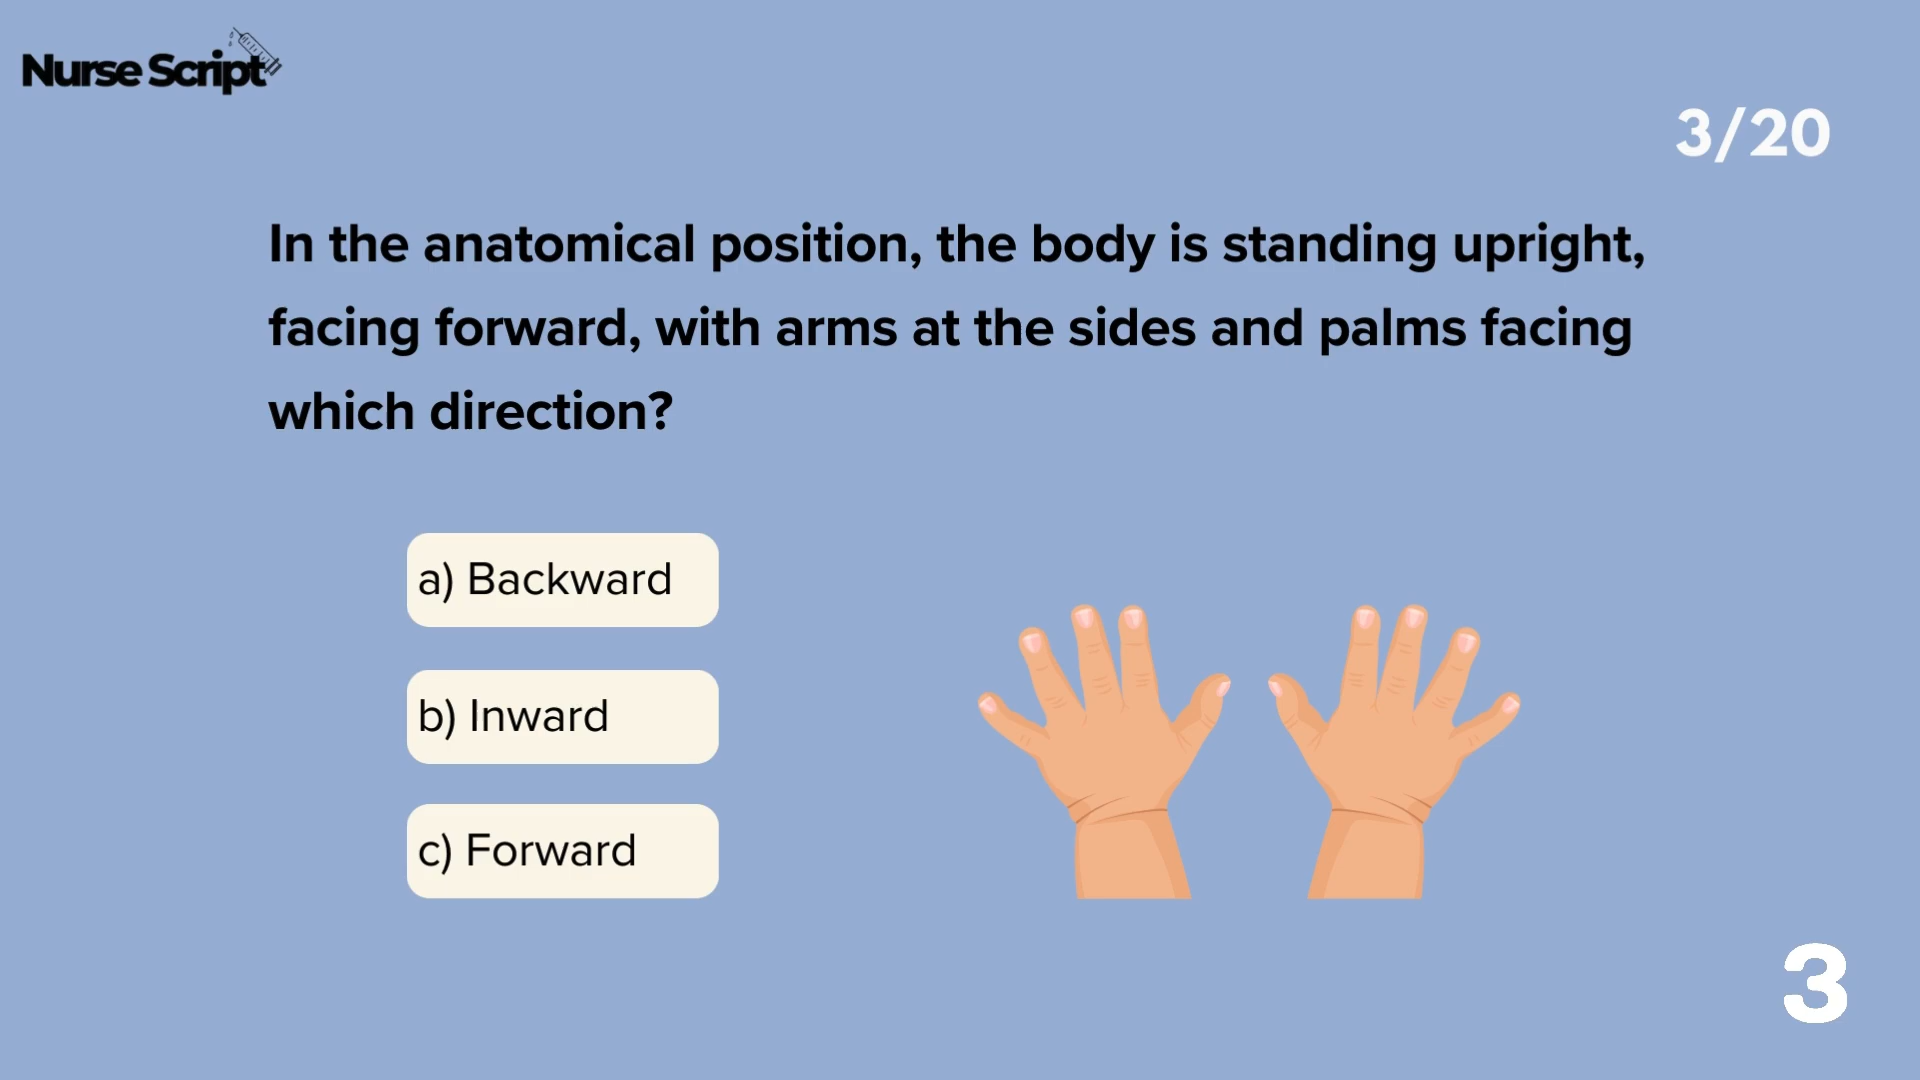 Nurse Script
3/20
In the anatomical position, the body is standing upright,
facing forward, with arms at the sides and palms facing
which direction?
a) Backward
b) Inward
c) Forward
3